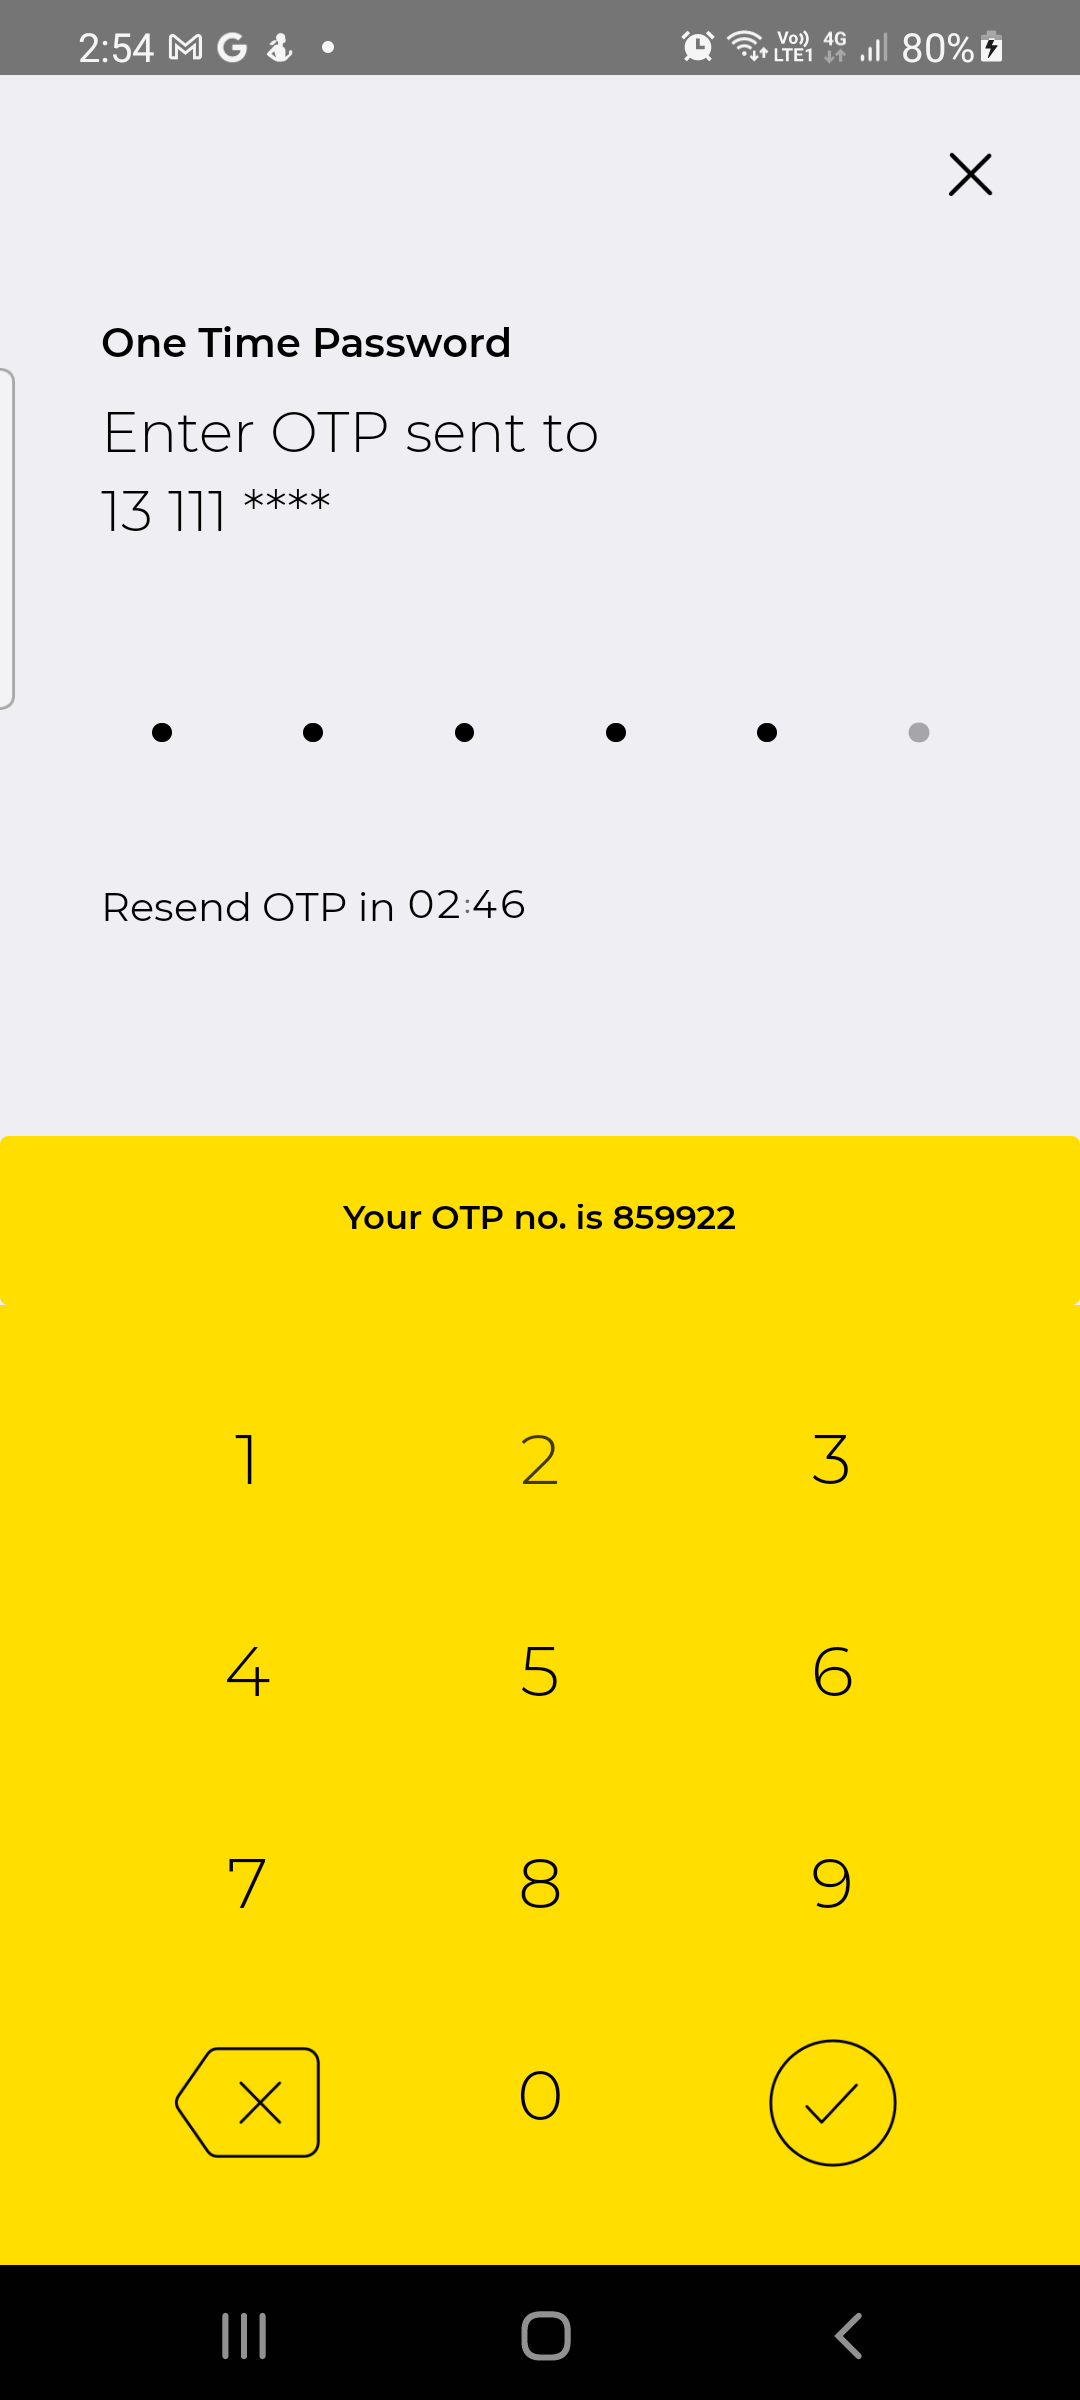 2:54
Vo)) LTE1 4G 80%
One Time Password
Enter OTP sent to
13 111 ****
Resend OTP in 02:46
Your OTP no. is 859922
1 2 3
4 5 6
7 8 9
0